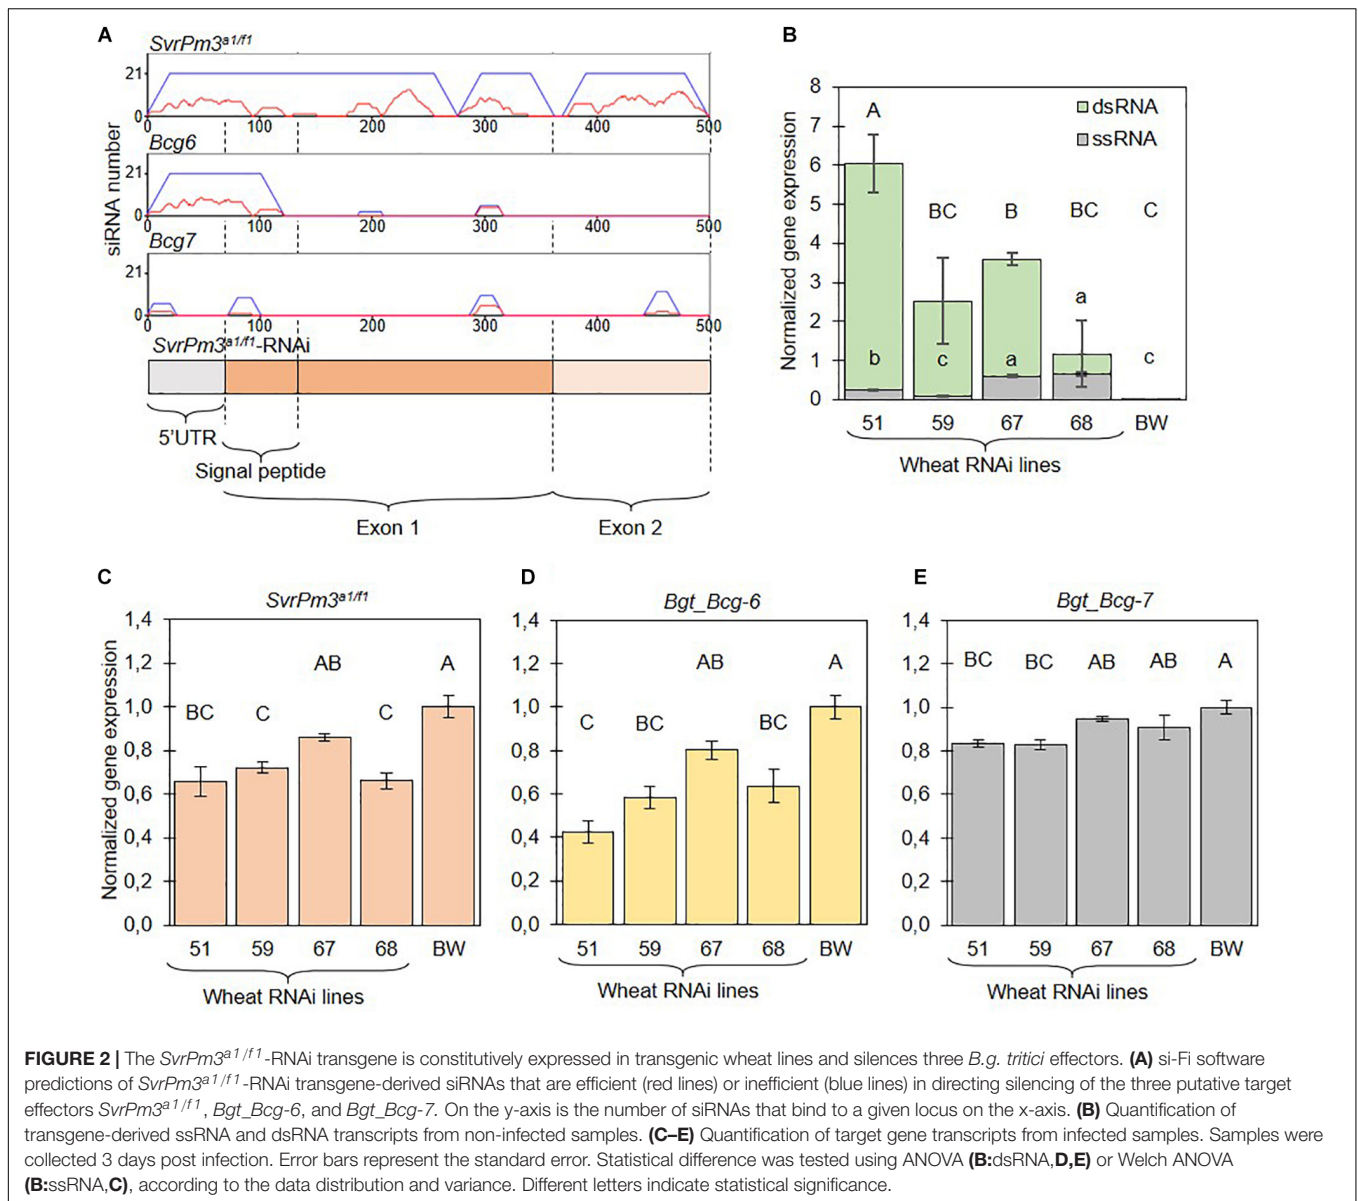 A
SvrPm3a1/f1
21
0
0 100 200 300 400 500
Bcg6
21
0
0 100 200 300 400 500
Bcg7
21
0
0 100 200 300 400 500
siRNA number
SvrPm3a1/f1-RNAi
5'UTR
Signal peptide
Exon 1 Exon 2
B
Normalized gene expression
8
7
6
5
4
3
2
1
0
dsRNA
ssRNA
A BC B BC C
b c a a c
51 59 67 68 BW
Wheat RNAi lines
C
SvrPm3a1/f1
Normalized gene expression
1,4
1,2
1,0
0,8
0,6
0,4
0,2
0,0
BC C AB C A
51 59 67 68 BW
Wheat RNAi lines
D
Bgt_Bcg-6
1,4
1,2
1,0
0,8
0,6
0,4
0,2
0,0
C BC AB BC A
51 59 67 68 BW
Wheat RNAi lines
E
Bgt_Bcg-7
1,4
1,2
1,0
0,8
0,6
0,4
0,2
0,0
BC BC AB AB A
51 59 67 68 BW
Wheat RNAi lines
FIGURE 2 | The SvrPm3a1/f1-RNAi transgene is constitutively expressed in transgenic wheat lines and silences three B.g. tritici effectors. (A) si-Fi software
predictions of SvrPm3a1/f1-RNAi transgene-derived siRNAs that are efficient (red lines) or inefficient (blue lines) in directing silencing of the three putative target
effectors SvrPm3a1/f1, Bgt_Bcg-6, and Bgt_Bcg-7. On the y-axis is the number of siRNAs that bind to a given locus on the x-axis. (B) Quantification of
transgene-derived ssRNA and dsRNA transcripts from non-infected samples. (C–E) Quantification of target gene transcripts from infected samples. Samples were
collected 3 days post infection. Error bars represent the standard error. Statistical difference was tested using ANOVA (B:dsRNA,D,E) or Welch ANOVA
(B:ssRNA,C), according to the data distribution and variance. Different letters indicate statistical significance.